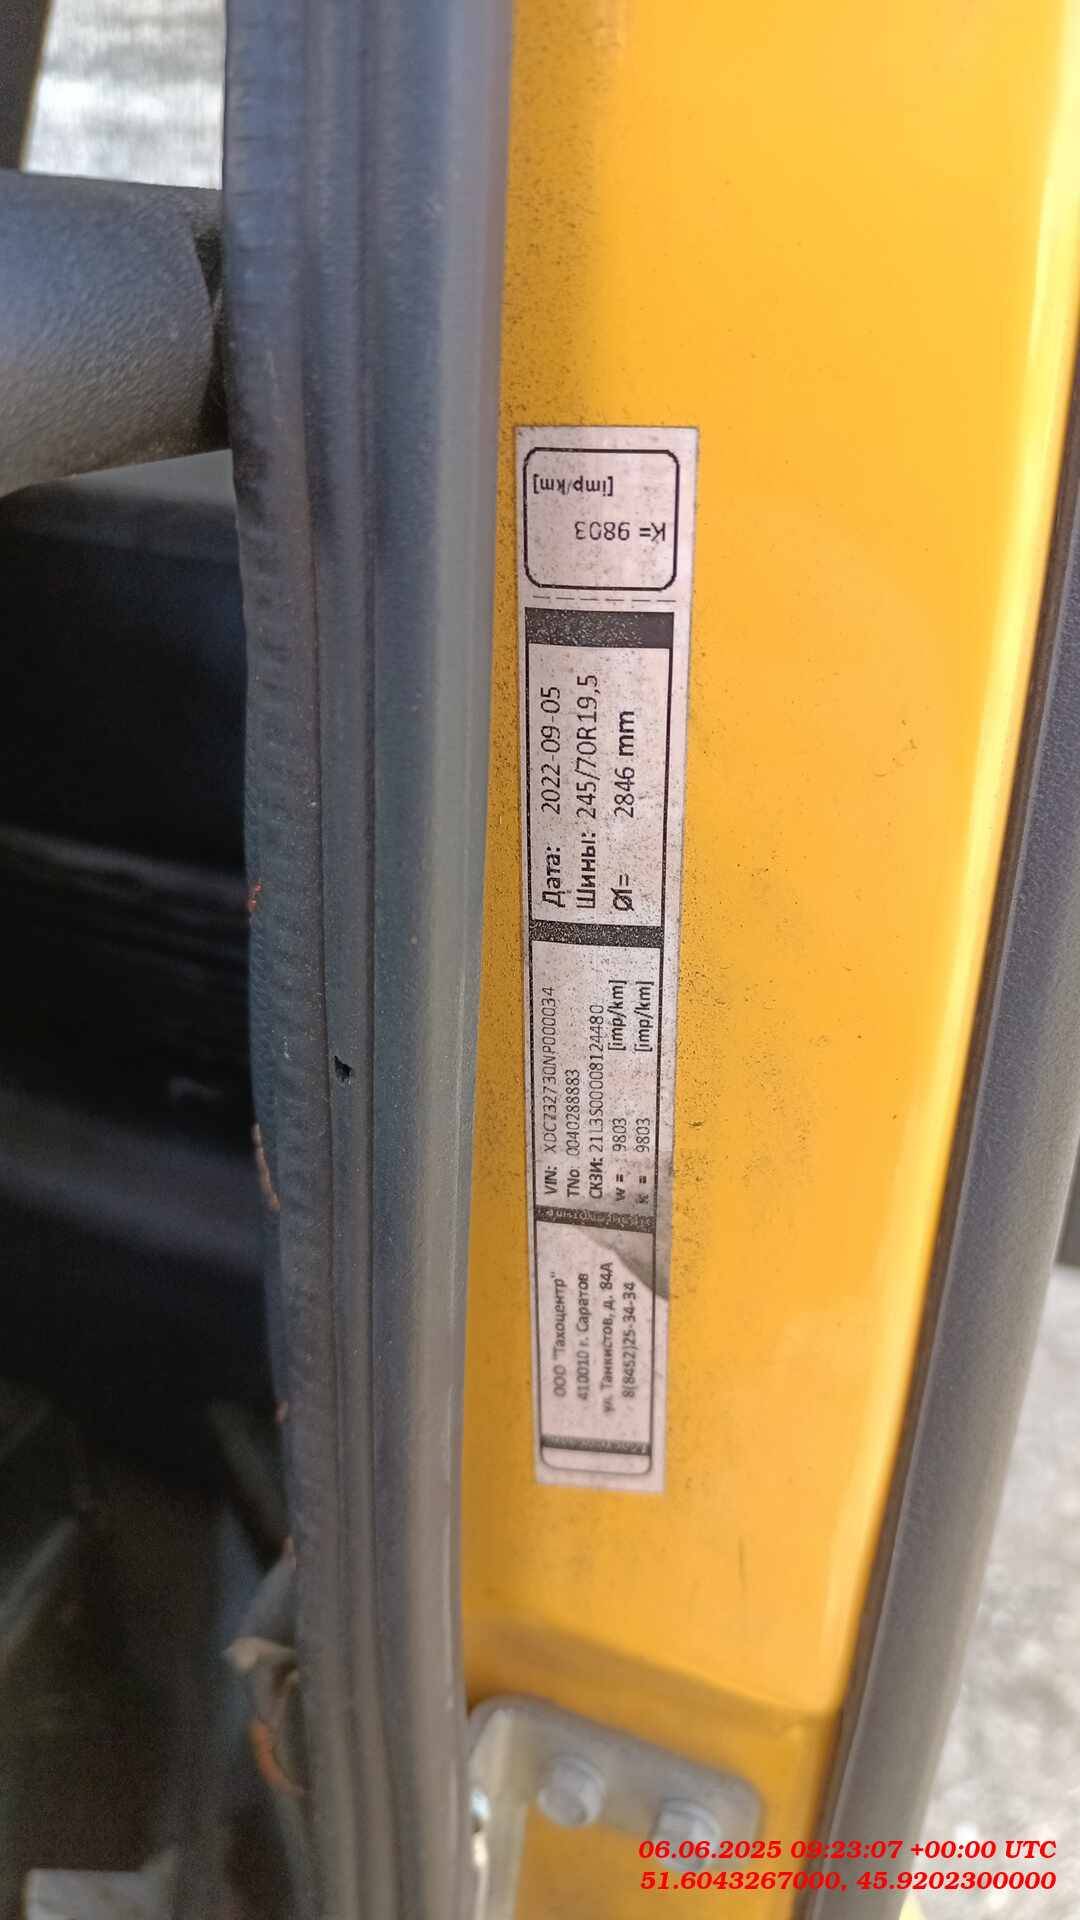 K= 9803
[imp/km]
Дата: 2022-09-05
Шины: 245/70R19,5
Ø1= 2846 mm
VIN: XDC732730NP000034
TNo 0040288883
СКЗИ: 21L3S00008124480
w = 9803 [imp/km]
k = 9803 [imp/km]
ООО "Тахоцентр"
410010 г. Саратов
ул. Танкистов, д. 84А
8(8452)25-34-34
06.06.2025 09:23:07 +00:00 UTC
51.6043267000, 45.9202300000